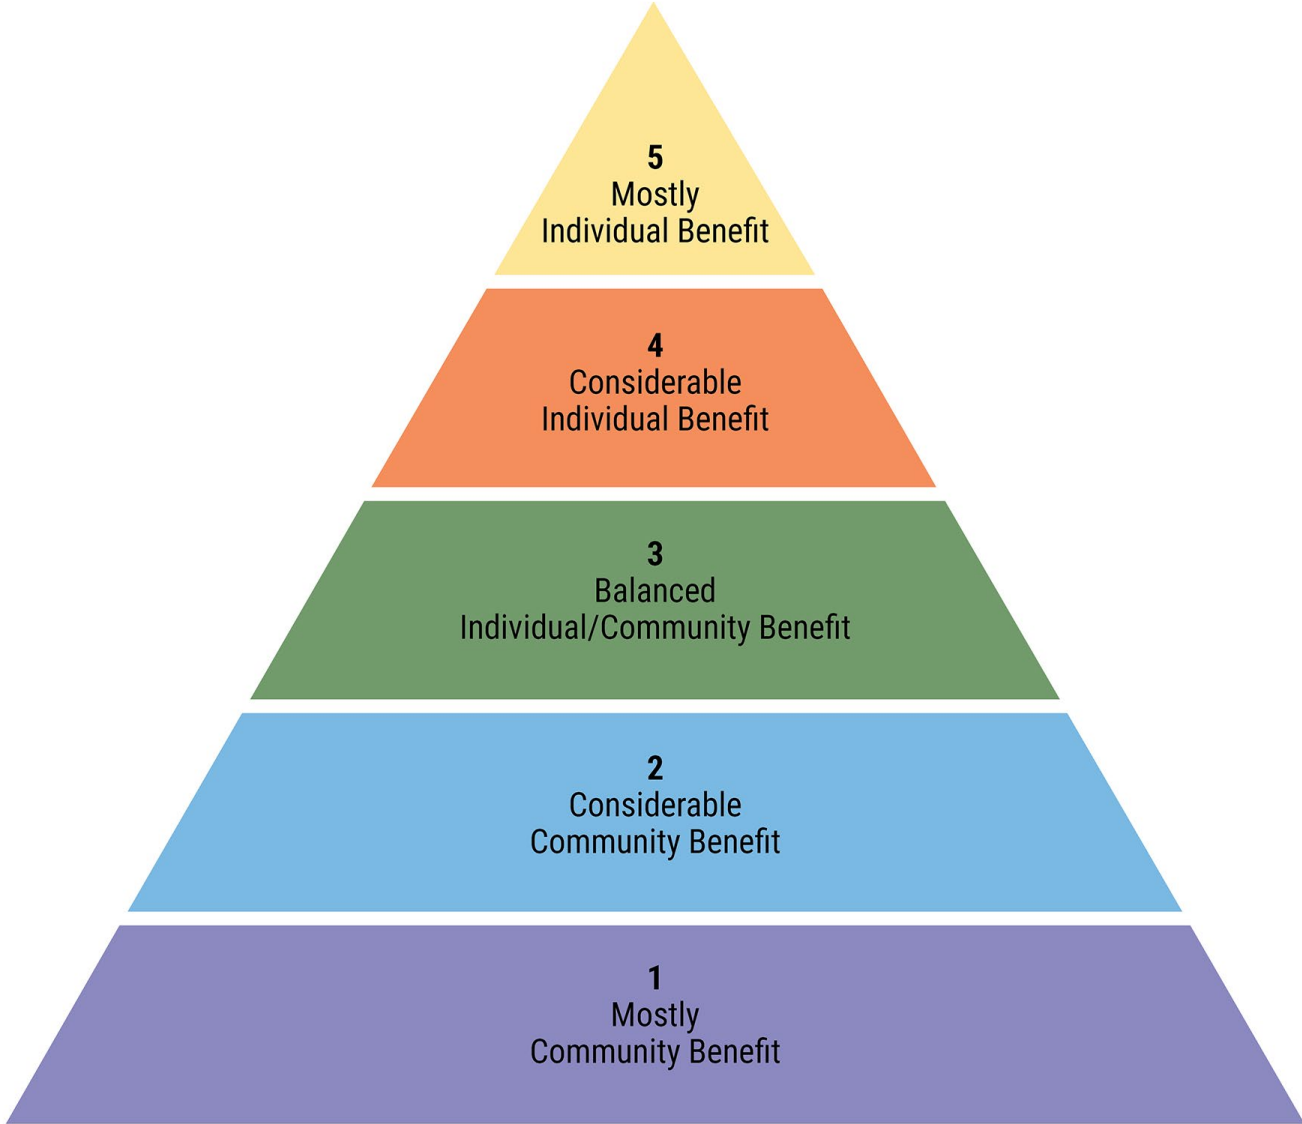 5
Mostly
Individual Benefit
4
Considerable
Individual Benefit
3
Balanced
Individual/Community Benefit
2
Considerable
Community Benefit
1
Mostly
Community Benefit